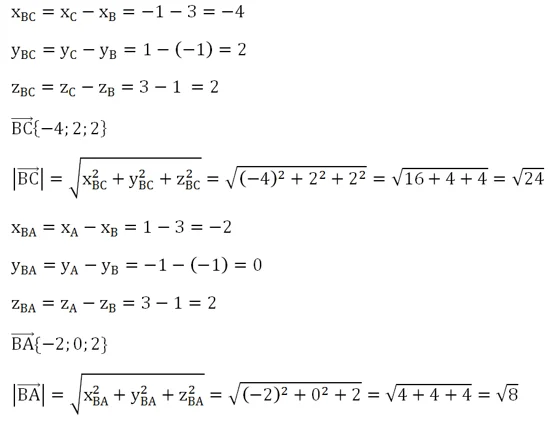 x_BC = x_C − x_B = −1 − 3 = −4
y_BC = y_C − y_B = 1 − (−1) = 2
z_BC = z_C − z_B = 3 − 1 = 2
B͞C⃗{−4; 2; 2}
|BC⃗| = √(x²_BC + y²_BC + z²_BC) = √((−4)² + 2² + 2²) = √(16 + 4 + 4) = √24
x_BA = x_A − x_B = 1 − 3 = −2
y_BA = y_A − y_B = −1 − (−1) = 0
z_BA = z_A − z_B = 3 − 1 = 2
BA⃗{−2; 0; 2}
|BA⃗| = √(x²_BA + y²_BA + z²_BA) = √((−2)² + 0² + 2) = √(4 + 4 + 4) = √8